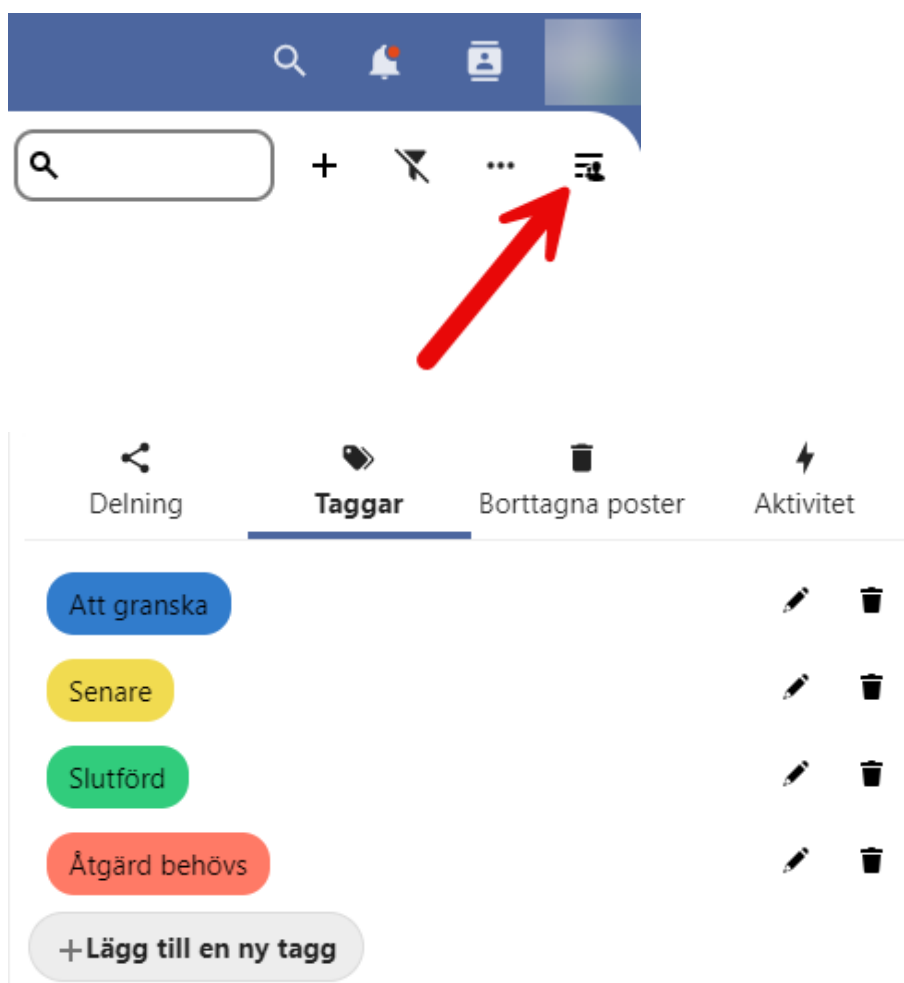 Delning
Taggar
Borttagna poster
Aktivitet
Att granska
Senare
Slutförd
Åtgärd behövs
+Lägg till en ny tagg